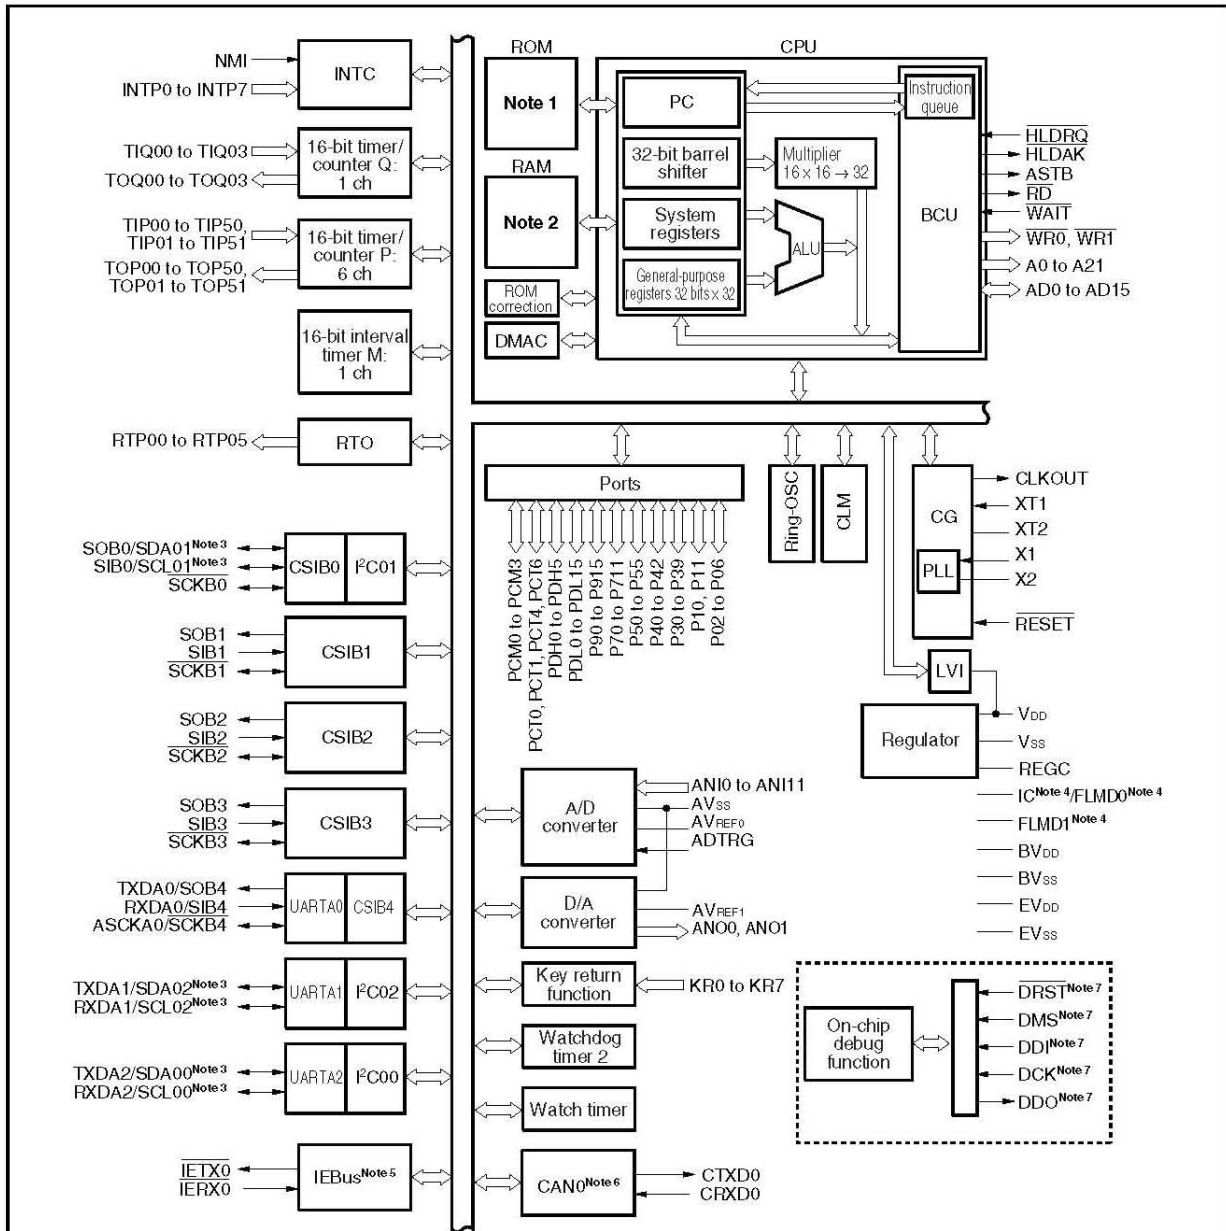 NMI
INTP0 to INTP7
INTC
TIQ00 to TIQ03
TOQ00 to TOQ03
16-bit timer/
counter Q:
1 ch
TIP00 to TIP50,
TIP01 to TIP51
TOP00 to TOP50,
TOP01 to TOP51
16-bit timer/
counter P:
6 ch
16-bit interval
timer M:
1 ch
RTP00 to RTP05
RTO
SOB0/SDA01Note 3
SIB0/SCL01Note 3
SCKB0
CSIB0
I2C01
SOB1
SIB1
SCKB1
CSIB1
SOB2
SIB2
SCKB2
CSIB2
SOB3
SIB3
SCKB3
CSIB3
TXDA0/SOB4
RXDA0/SIB4
ASCKA0/SCKB4
UARTA0
CSIB4
TXDA1/SDA02Note 3
RXDA1/SCL02Note 3
UARTA1
I2C02
TXDA2/SDA00Note 3
RXDA2/SCL00Note 3
UARTA2
I2C00
IETX0
IERX0
IEBusNote 5
ROM
Note 1
RAM
Note 2
ROM
correction
DMAC
CPU
PC
32-bit barrel
shifter
System
registers
General-purpose
registers 32 bits x 32
Multiplier
16 x 16 → 32
ALU
Instruction
queue
BCU
HLDRQ
HLDAK
ASTB
RD
WAIT
WR0, WR1
A0 to A21
AD0 to AD15
Ports
PCM0 to PCM3
PCT0, PCT1, PCT4, PCT6
PDH0 to PDH5
PDL0 to PDL15
P90 to P915
P70 to P711
P50 to P55
P40 to P42
P30 to P39
P10, P11
P02 to P06
Ring-OSC
CLM
CG
PLL
CLKOUT
XT1
XT2
X1
X2
RESET
LVI
Regulator
VDD
VSS
REGC
ICNote 4/FLMD0Note 4
FLMD1Note 4
BVDD
BVSS
EVDD
EVSS
A/D
converter
ANI0 to ANI11
AVSS
AVREF0
ADTRG
D/A
converter
AVREF1
ANO0, ANO1
Key return
function
KR0 to KR7
Watchdog
timer 2
Watch timer
CAN0Note 6
CTXD0
CRXD0
On-chip
debug
function
DRSTNote 7
DMSNote 7
DDINote 7
DCKNote 7
DDONote 7